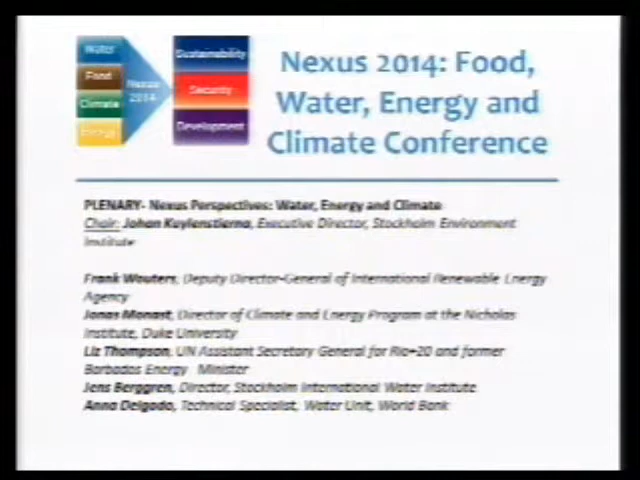 Water
Food
Climate
Energy
Nexus
2014
Sustainability
Security
Development
Nexus 2014: Food,
Water, Energy and
Climate Conference
PLENARY- Nexus Perspectives: Water, Energy and Climate
Chair: Johan Kuylenstierna, Executive Director, Stockholm Environment
Institute
Frank Wouters, Deputy Director-General of International Renewable Energy
Agency
Jonas Monast, Director of Climate and Energy Program at the Nicholas
Institute, Duke University
Liz Thompson, UN Assistant Secretary General for Rio+20 and former
Barbados Energy Minister
Jens Berggren, Director, Stockholm International Water Institute
Anna Delgado, Technical Specialist, Water Unit, World Bank